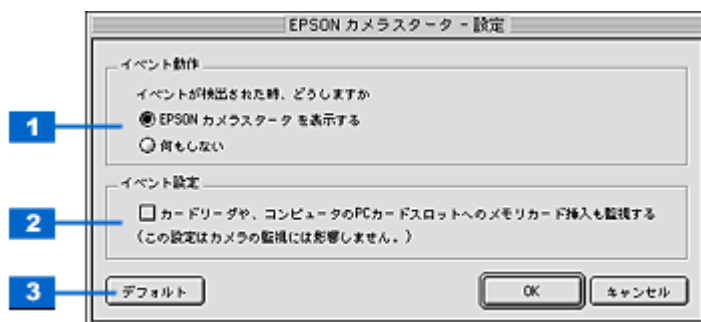 EPSON カメラスタータ - 設定
イベント動作
イベントが検出された時、どうしますか
1
EPSON カメラスタータ を表示する
何もしない
イベント設定
2
カードリーダや、コンピュータのPCカードスロットへのメモリカード挿入も監視する
(この設定はカメラの監視には影響しません。)
3
デフォルト
OK
キャンセル